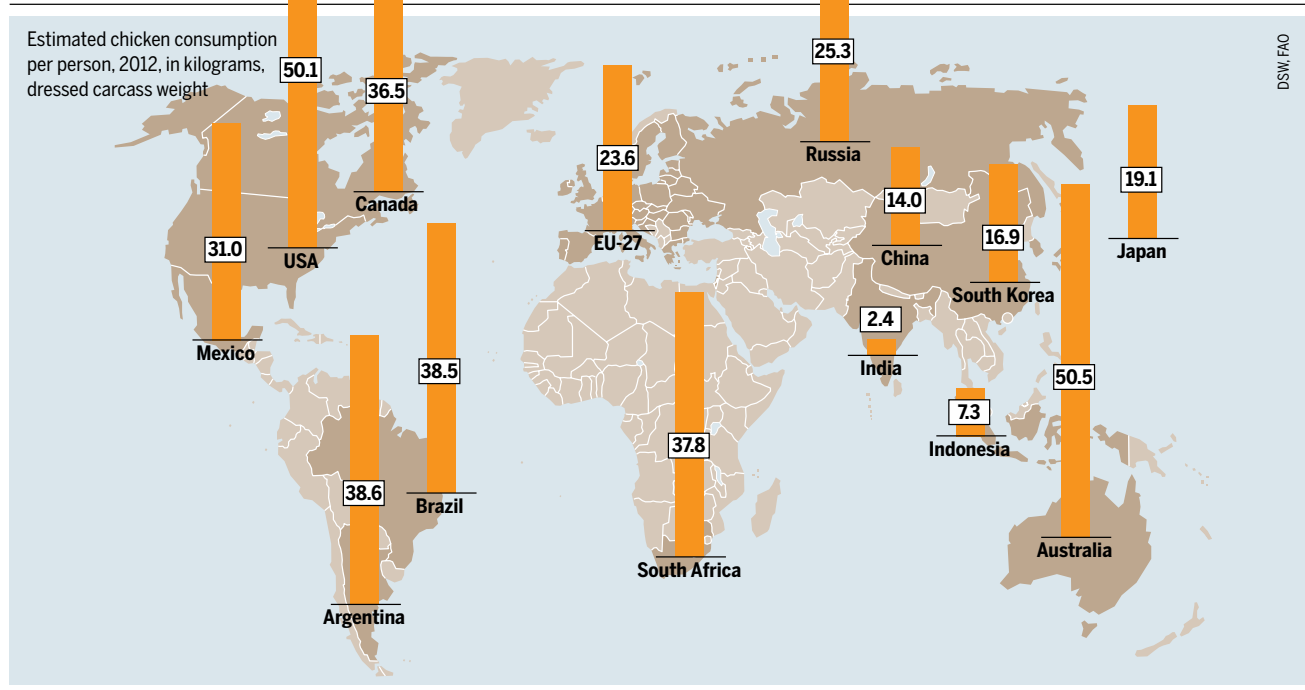 Estimated chicken consumption
per person, 2012, in kilograms,
dressed carcass weight
DSW, FAO
50.1
USA
36.5
Canada
31.0
Mexico
38.5
Brazil
38.6
Argentina
23.6
EU-27
37.8
South Africa
25.3
Russia
14.0
China
16.9
South Korea
19.1
Japan
2.4
India
7.3
Indonesia
50.5
Australia